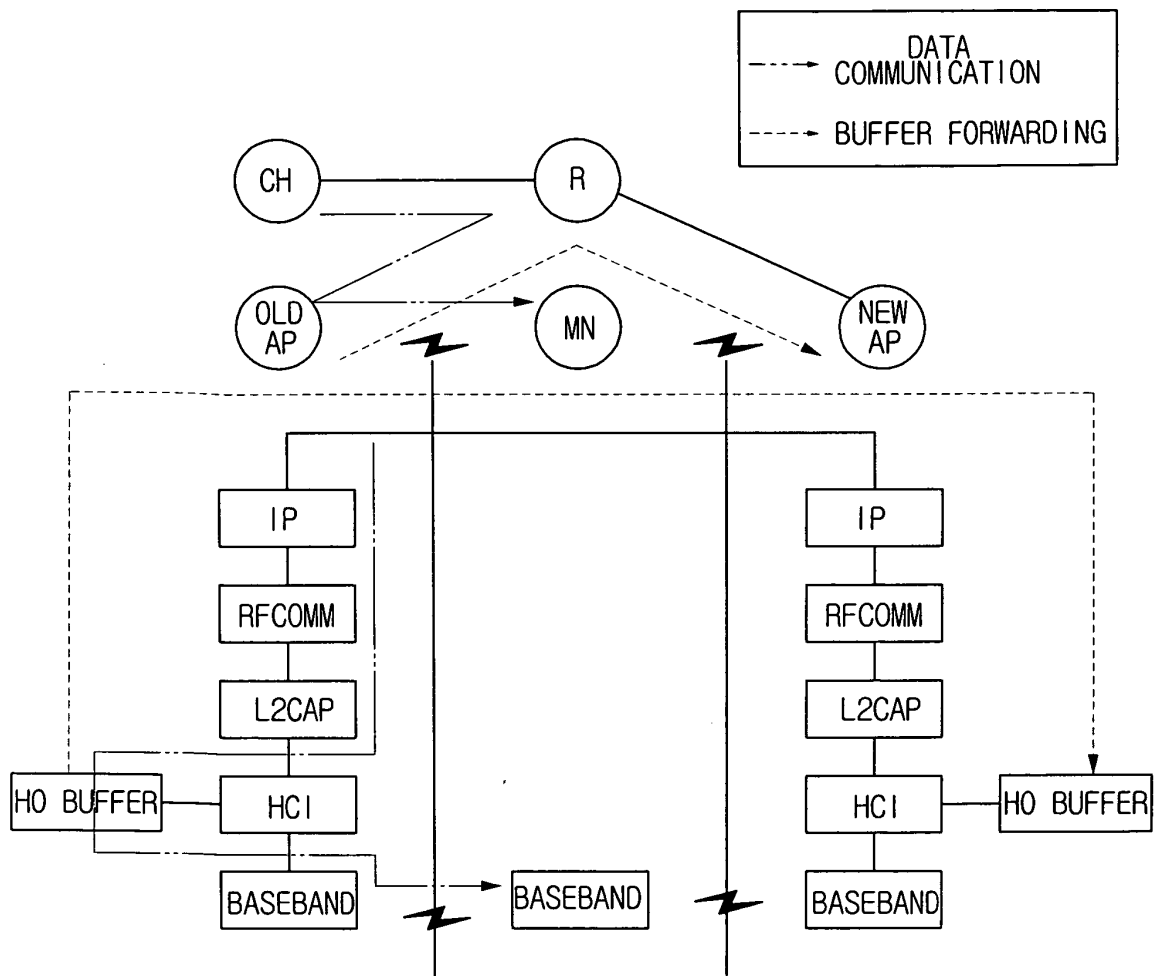 DATA
COMMUNICATION
BUFFER FORWARDING
CH
R
OLD
AP
MN
NEW
AP
IP
IP
RFCOMM
RFCOMM
L2CAP
L2CAP
HO BUFFER
HCI
HCI
HO BUFFER
BASEBAND
BASEBAND
BASEBAND